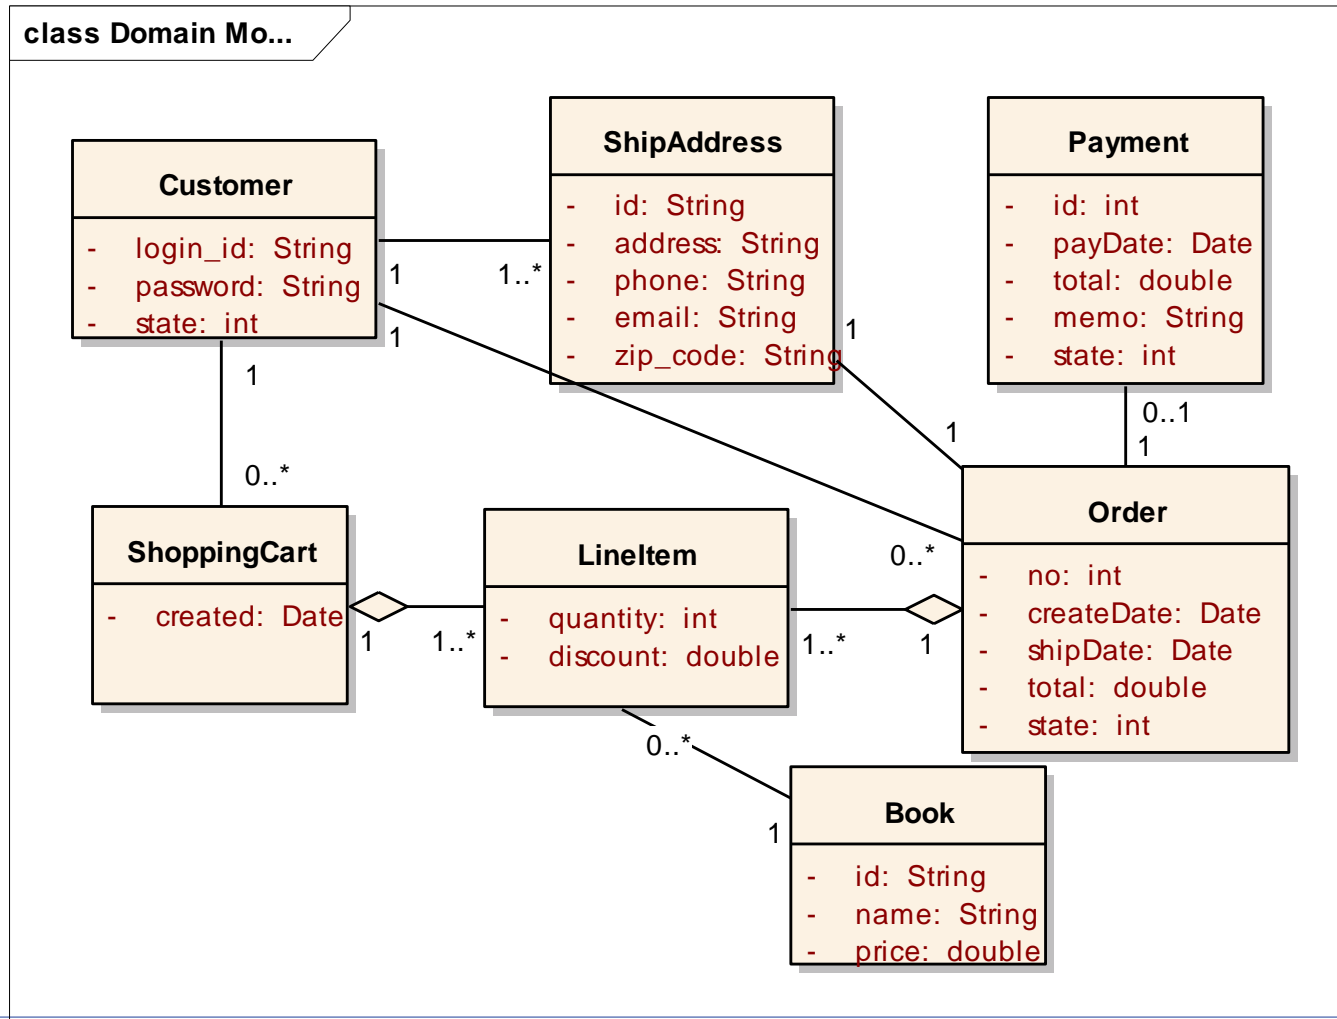 class Domain Mo...
Customer
- login_id: String
- password: String
- state: int
ShipAddress
- id: String
- address: String
- phone: String
- email: String
- zip_code: String
Payment
- id: int
- payDate: Date
- total: double
- memo: String
- state: int
1
1..*
1
1
1
1
0..*
0..1
1
0..*
ShoppingCart
- created: Date
LineItem
- quantity: int
- discount: double
Order
- no: int
- createDate: Date
- shipDate: Date
- total: double
- state: int
1
1..*
1..*
1
0..*
1
Book
- id: String
- name: String
- price: double